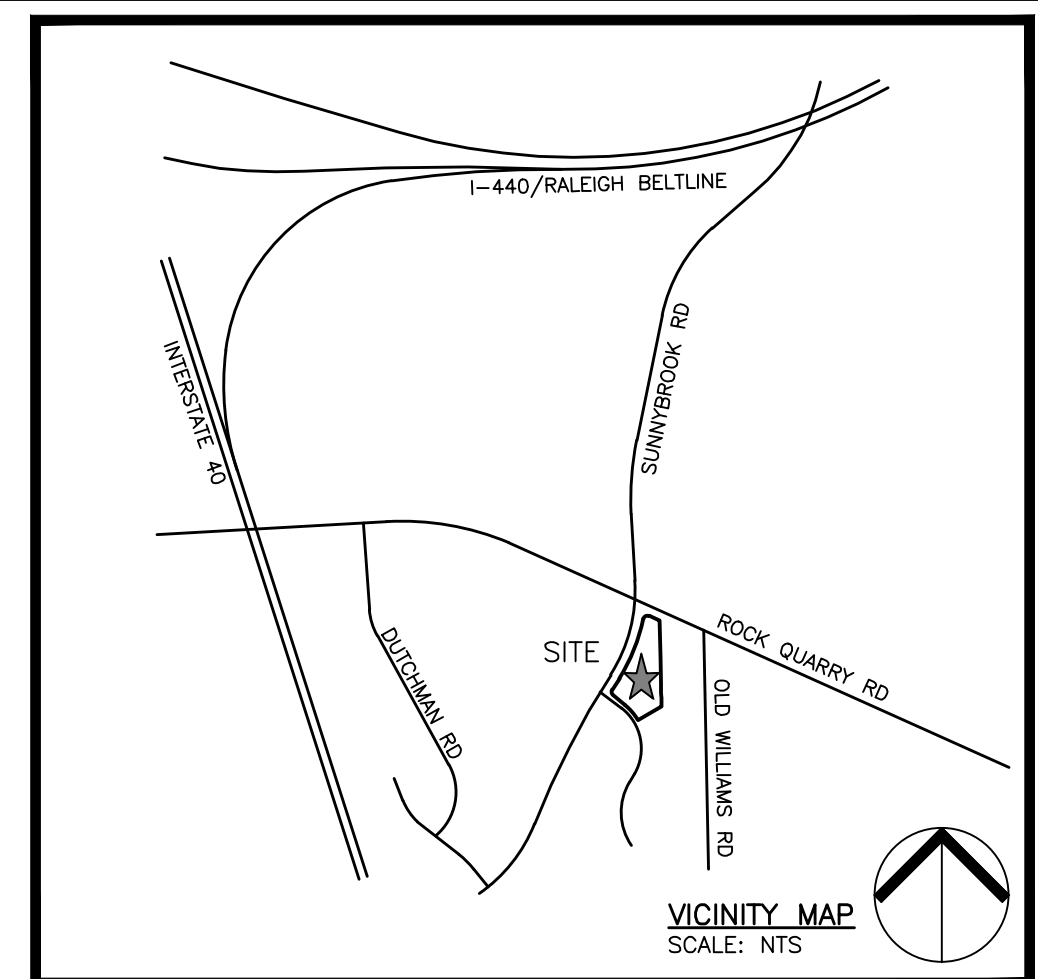 I-440/RALEIGH BELTLINE
INTERSTATE 40
SUNNYBROOK RD
ROCK QUARRY RD
SITE
DUTCHMAN RD
OLD WILLIAMS RD
VICINITY MAP
SCALE: NTS